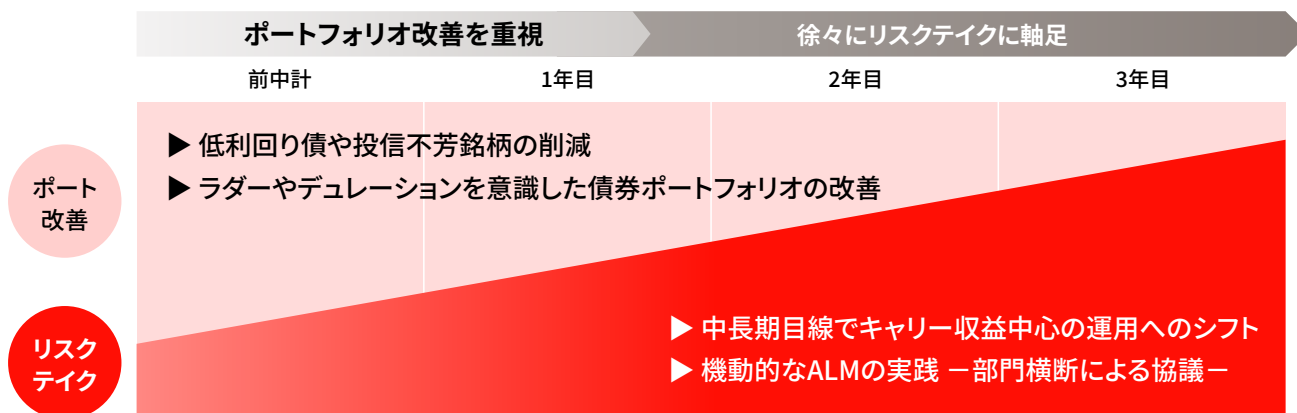 ポートフォリオ改善を重視
徐々にリスクテイクに軸足
前中計
1年目
2年目
3年目
ポート
改善
▶ 低利回り債や投信不芳銘柄の削減
▶ ラダーやデュレーションを意識した債券ポートフォリオの改善
リスク
テイク
▶ 中長期目線でキャリー収益中心の運用へのシフト
▶ 機動的なALMの実践 －部門横断による協議－